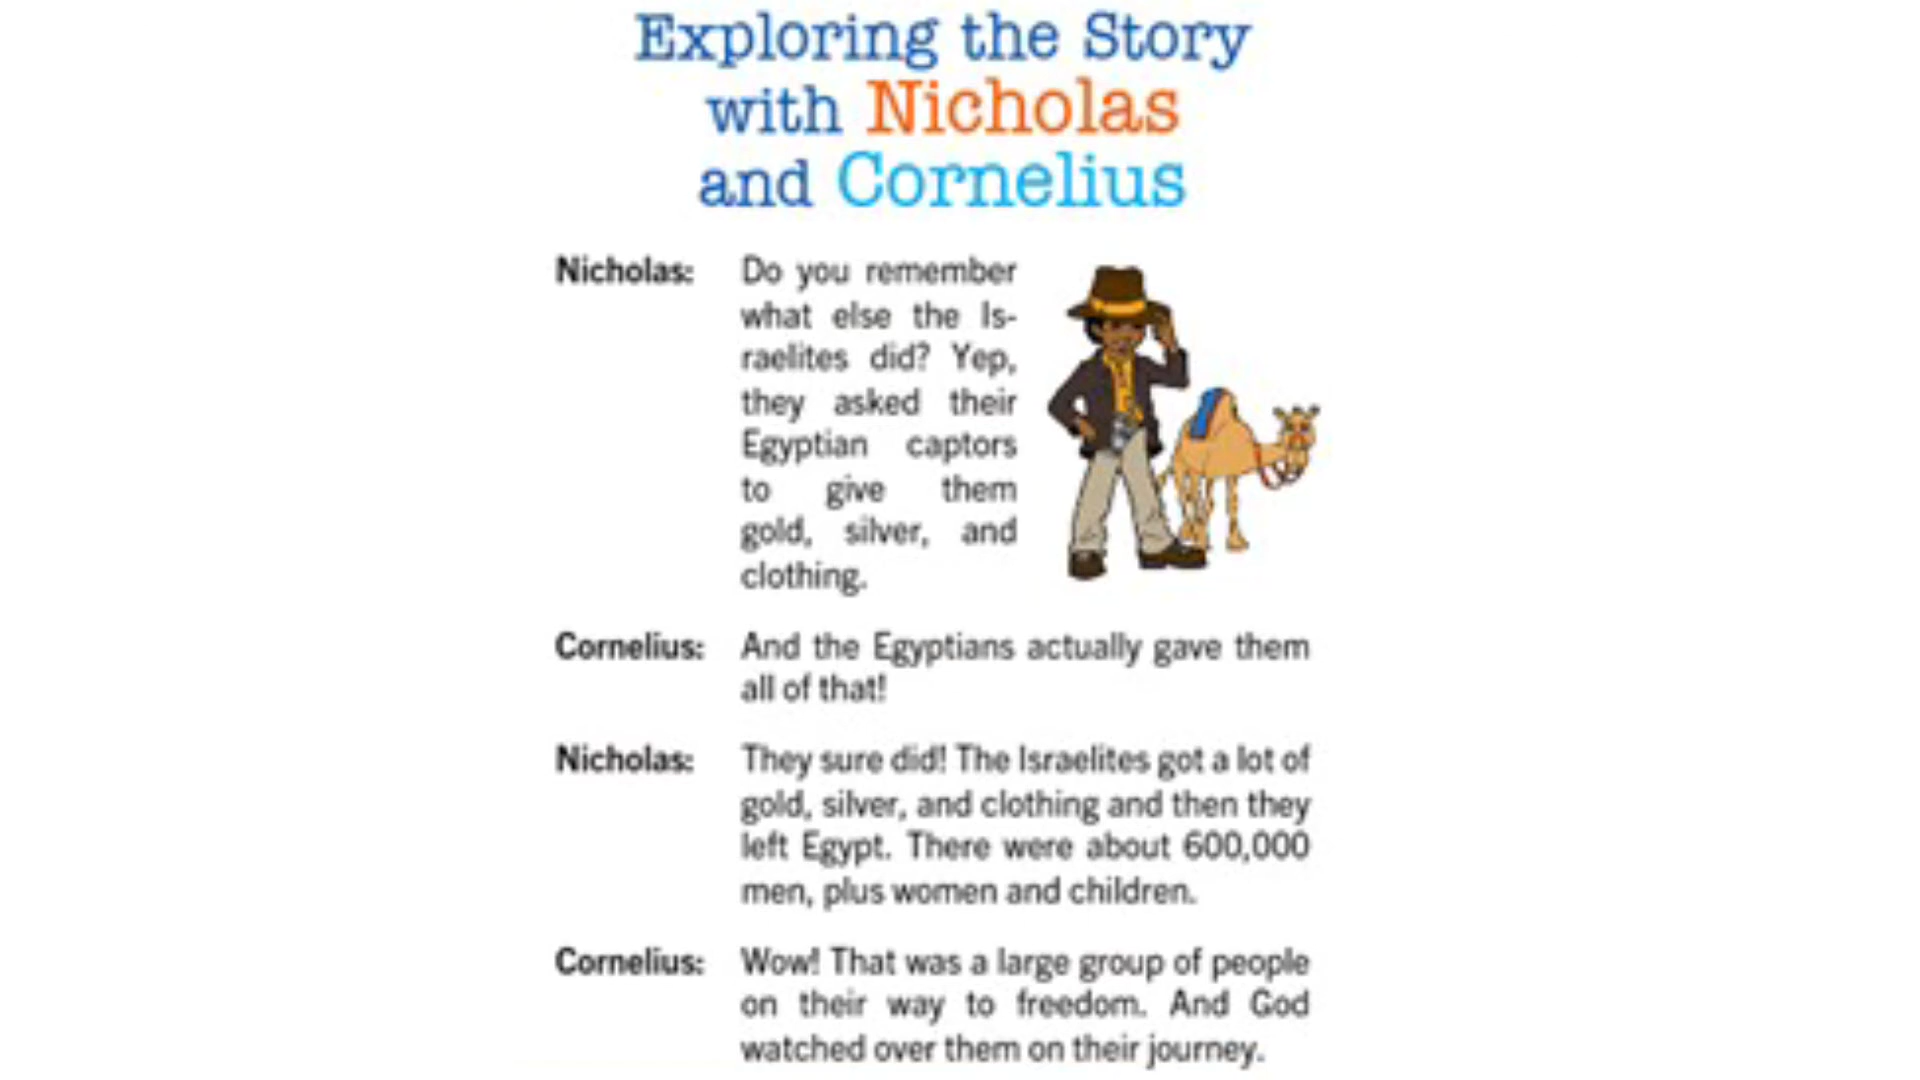 Exploring the Story
with Nicholas
and Cornelius
Nicholas: Do you remember
what else the Is-
raelites did? Yep,
they asked their
Egyptian captors
to give them
gold, silver, and
clothing.
Cornelius: And the Egyptians actually gave them
all of that!
Nicholas: They sure did! The Israelites got a lot of
gold, silver, and clothing and then they
left Egypt. There were about 600,000
men, plus women and children.
Cornelius: Wow! That was a large group of people
on their way to freedom. And God
watched over them on their journey.